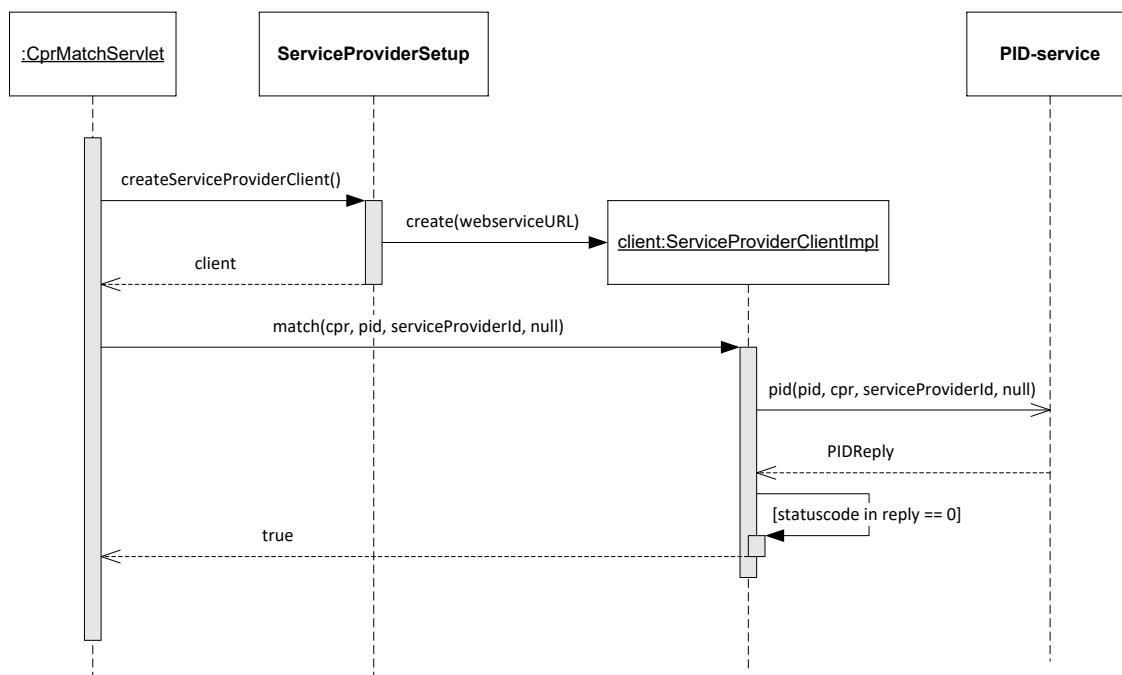 :CprMatchServlet
ServiceProviderSetup
PID-service
createServiceProviderClient()
create(webserviceURL)
client:ServiceProviderClientImpl
client
match(cpr, pid, serviceProviderId, null)
pid(pid, cpr, serviceProviderId, null)
PIDReply
[statuscode in reply == 0]
true